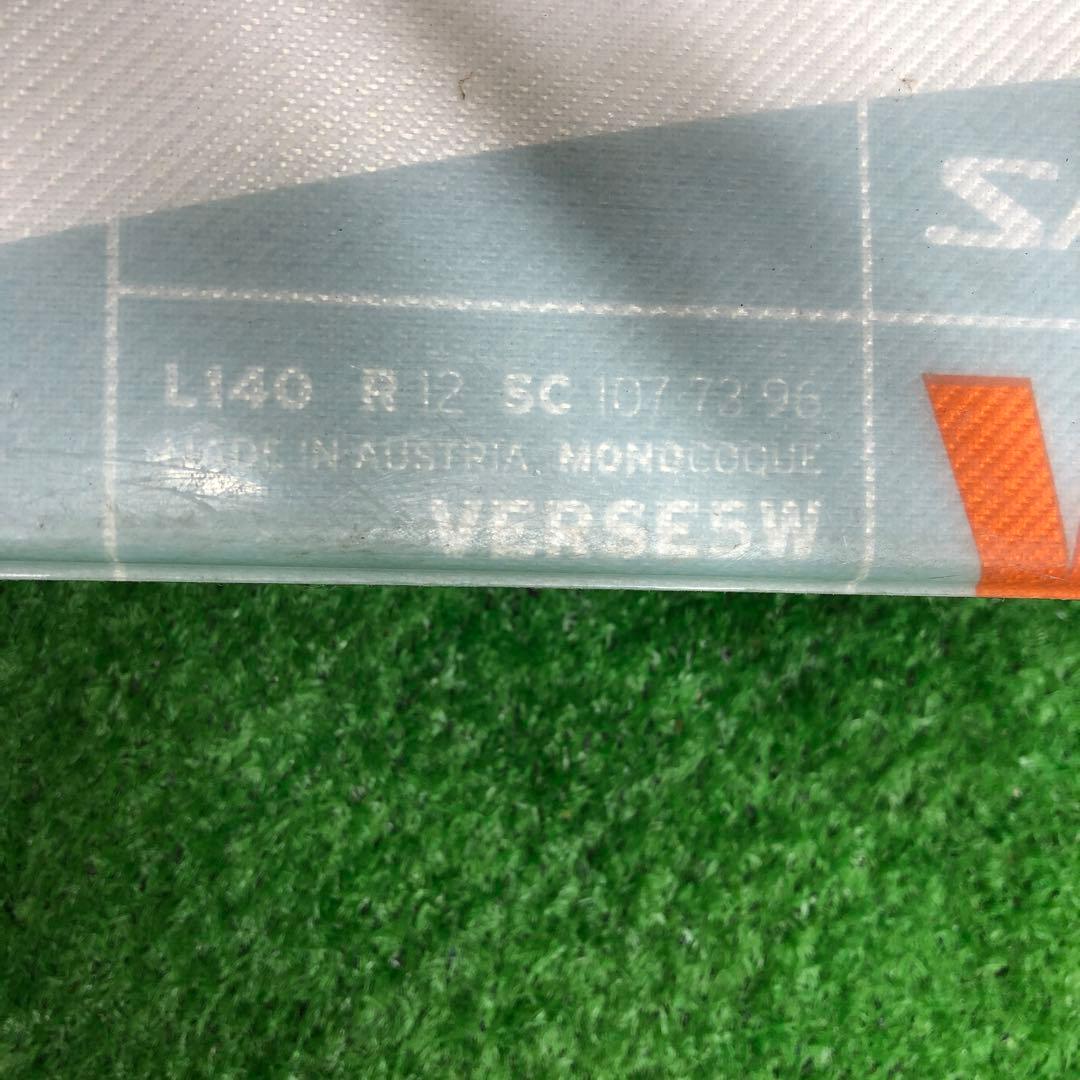 L140 R 12 SC 107 73 96
MADE IN AUSTRIA, MONOCOQUE
VERSE5W